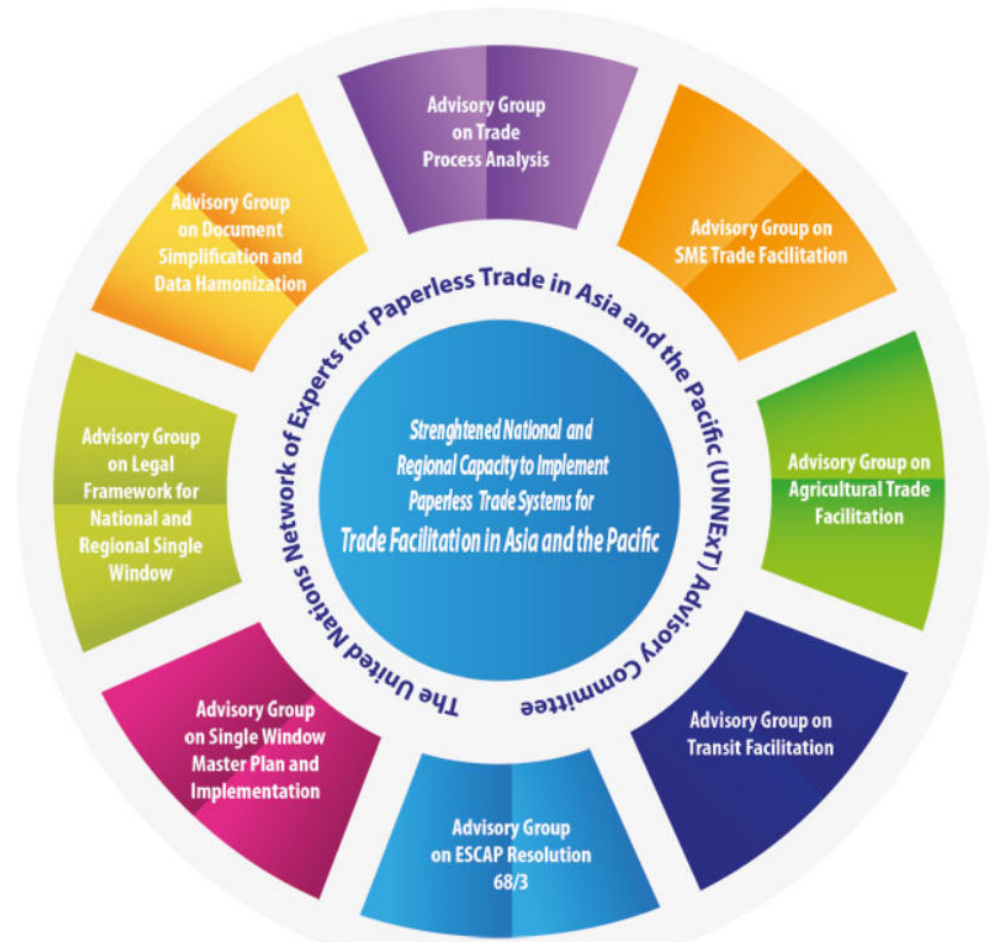 Advisory Group
on Trade
Process Analysis
Advisory Group on
SME Trade Facilitation
Advisory Group on
Agricultural Trade
Facilitation
Advisory Group on
Transit Facilitation
Advisory Group
on ESCAP Resolution
68/3
Advisory Group
on Single Window
Master Plan and
Implementation
Advisory Group
on Legal
Framework for
National and
Regional Single
Window
Advisory Group
on Document
Simplification and
Data Hamonization
The United Nations Network of Experts for Paperless Trade in Asia and the Pacific (UNNExT) Advisory Committee
Strenghtened National and
Regional Capacity to Implement
Paperless Trade Systems for
Trade Facilitation in Asia and the Pacific